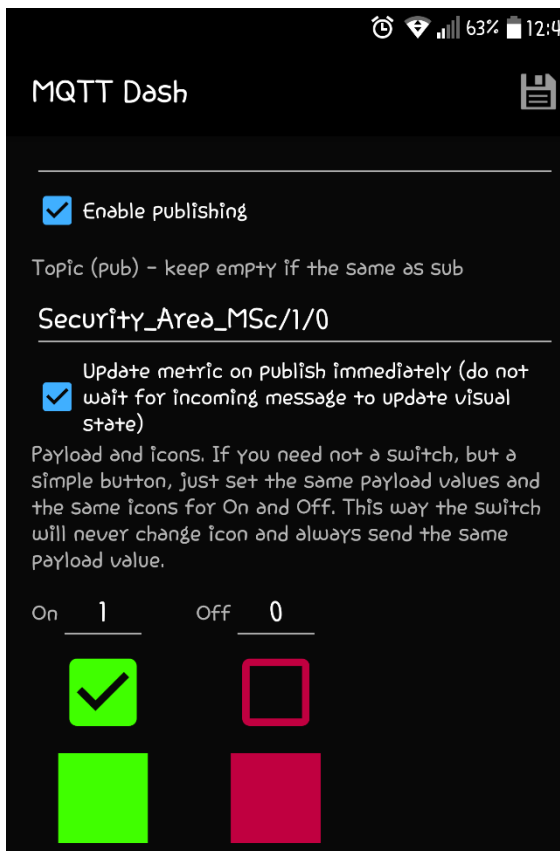 63% 12:4
MQTT Dash
Enable publishing
Topic (pub) - keep empty if the same as sub
Security_Area_MSc/1/0
Update metric on publish immediately (do not
wait for incoming message to update visual
state)
Payload and icons. If you need not a switch, but a
simple button, just set the same payload values and
the same icons for On and Off. This way the switch
will never change icon and always send the same
payload value.
On 1 Off 0